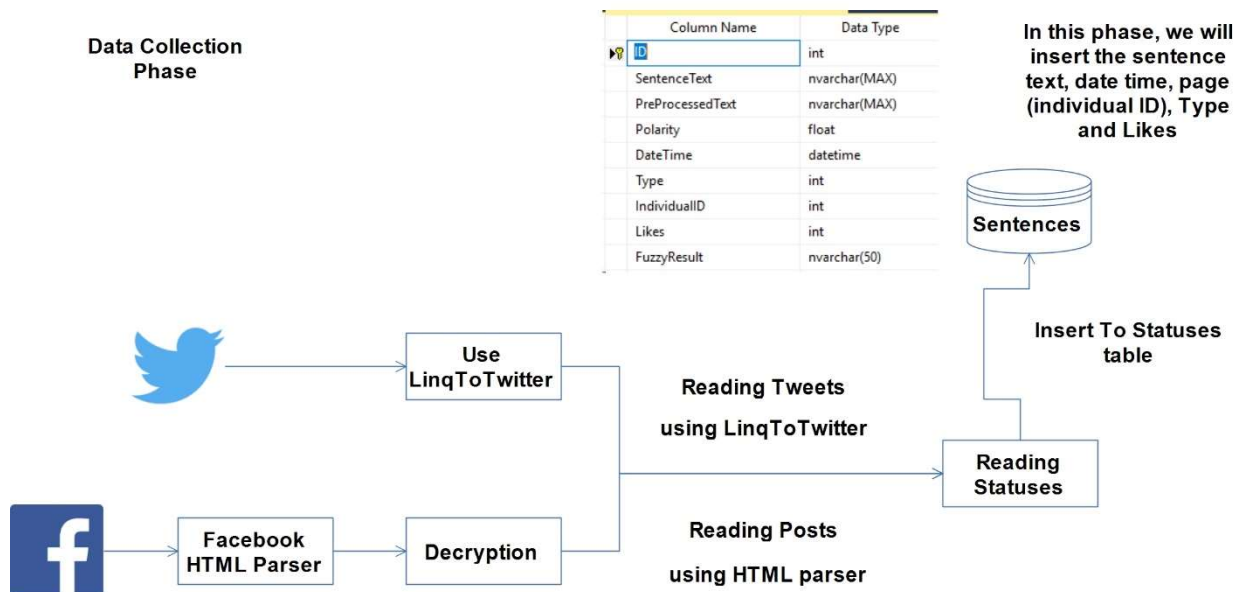 Data Collection
Phase
Column Name Data Type
ID int
SentenceText nvarchar(MAX)
PreProcessedText nvarchar(MAX)
Polarity float
DateTime datetime
Type int
IndividualID int
Likes int
FuzzyResult nvarchar(50)
In this phase, we will
insert the sentence
text, date time, page
(individual ID), Type
and Likes
Sentences
Insert To Statuses
table
Use
LinqToTwitter
Reading Tweets
using LinqToTwitter
Reading
Statuses
Facebook
HTML Parser
Decryption
Reading Posts
using HTML parser